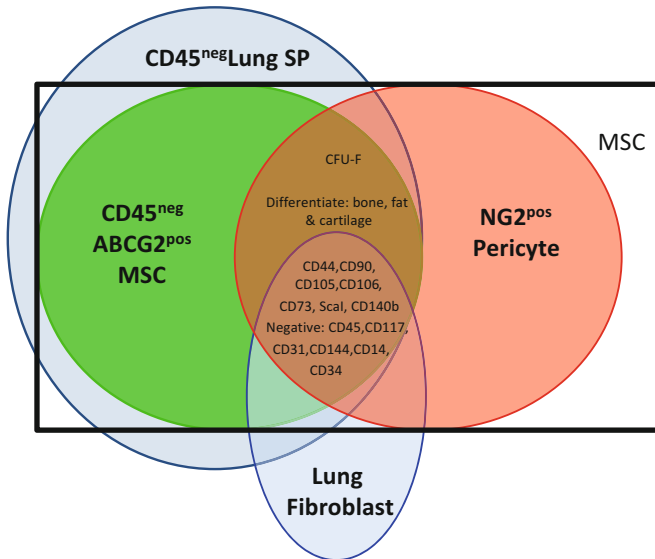 CD45ⁿᵉᵍLung SP
MSC
CFU-F
Differentiate: bone, fat
& cartilage
CD45ⁿᵉᵍ
ABCG2ᵖᵒˢ
MSC
NG2ᵖᵒˢ
Pericyte
CD44,CD90,
CD105,CD106,
CD73, Scal, CD140b
Negative: CD45,CD117,
CD31,CD144,CD14,
CD34
Lung
Fibroblast